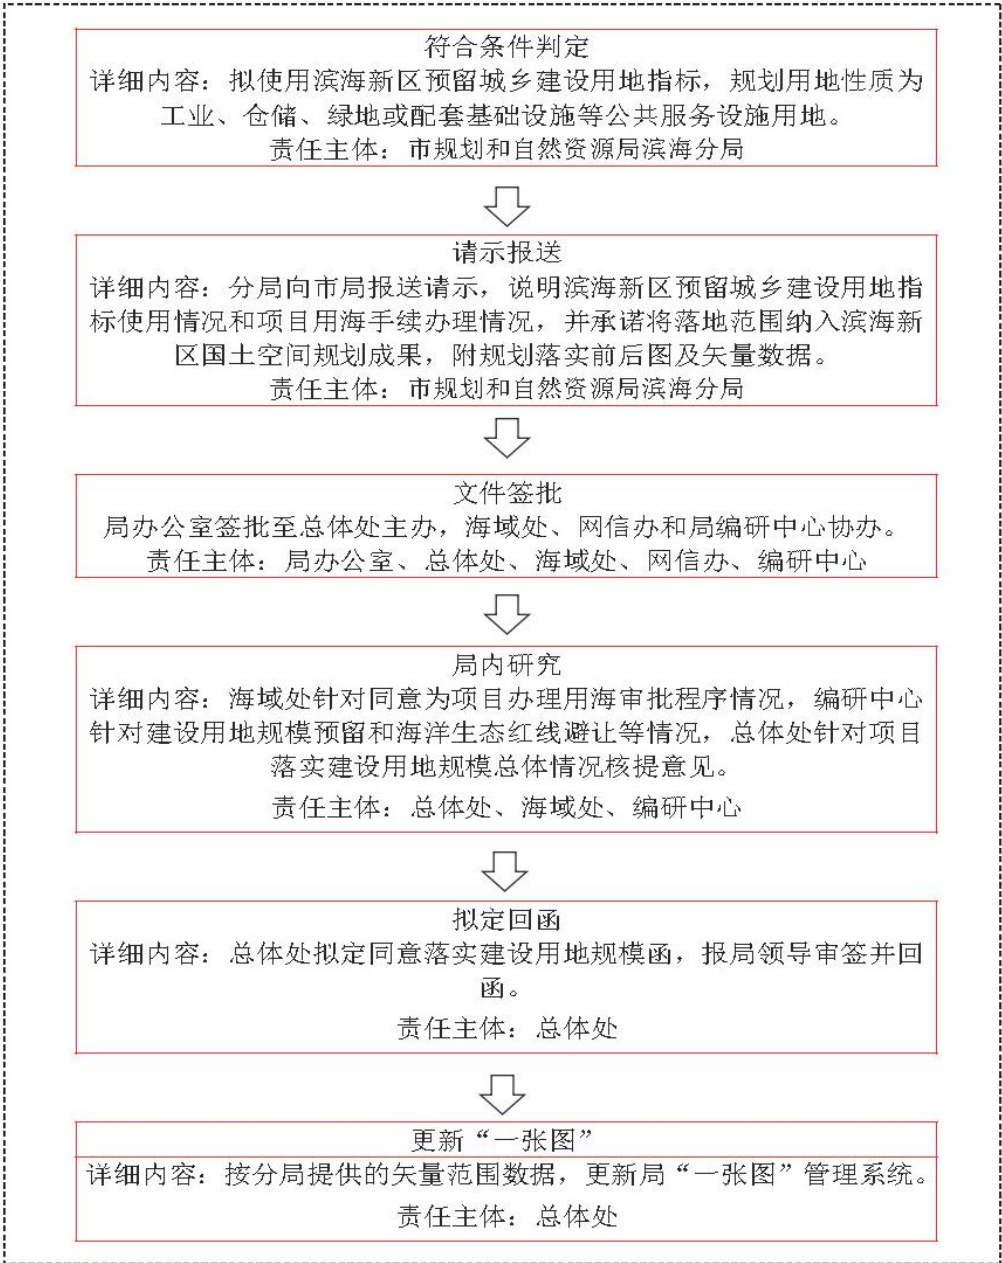 符合条件判定
详细内容：拟使用滨海新区预留城乡建设用地指标，规划用地性质为
工业、仓储、绿地或配套基础设施等公共服务设施用地。
责任主体：市规划和自然资源局滨海分局
请示报送
详细内容：分局向市局报送请示，说明滨海新区预留城乡建设用地指
标使用情况和项目用海手续办理情况，并承诺将落地范围纳入滨海新
区国土空间规划成果，附规划落实前后图及矢量数据。
责任主体：市规划和自然资源局滨海分局
文件签批
局办公室签批至总体处主办，海域处、网信办和局编研中心协办。
责任主体：局办公室、总体处、海域处、网信办、编研中心
局内研究
详细内容：海域处针对同意为项目办理用海审批程序情况，编研中心
针对建设用地规模预留和海洋生态红线避让等情况，总体处针对项目
落实建设用地规模总体情况核提意见。
责任主体：总体处、海域处、编研中心
拟定回函
详细内容：总体处拟定同意落实建设用地规模函，报局领导审签并回
函。
责任主体：总体处
更新“一张图”
详细内容：按分局提供的矢量范围数据，更新局“一张图”管理系统。
责任主体：总体处